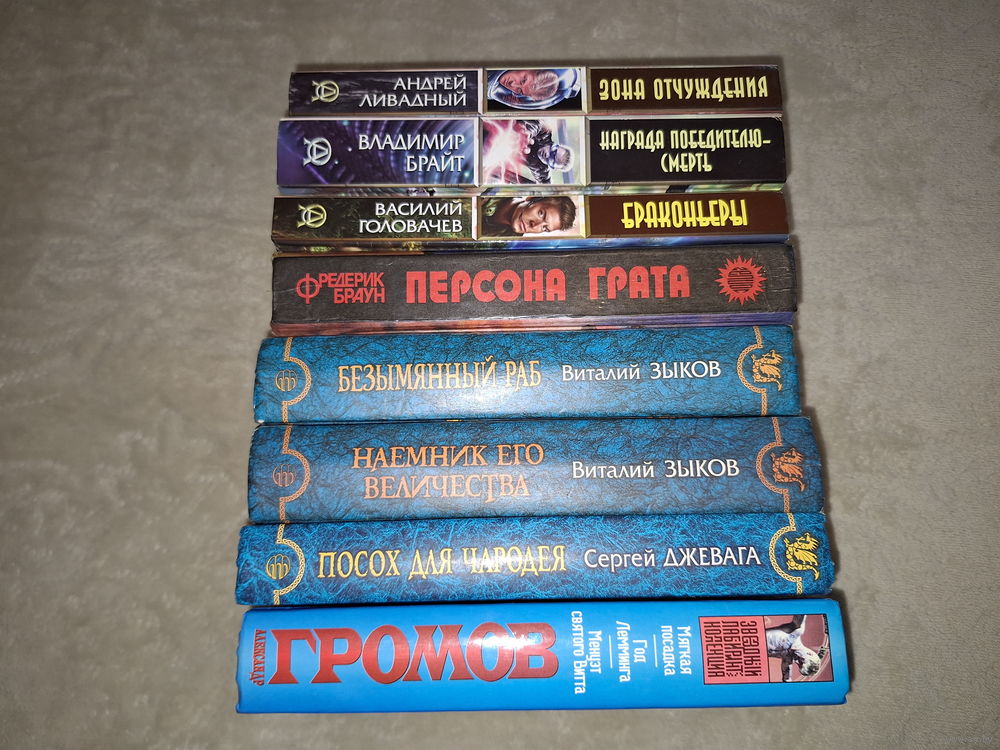 АНДРЕЙ
ЛИВАДНЫЙ
ЗОНА ОТЧУЖДЕНИЯ
ВЛАДИМИР
БРАЙТ
НАГРАДА ПОБЕДИТЕЛЮ-
СМЕРТЬ
ВАСИЛИЙ
ГОЛОВАЧЕВ
БРАКОНЬЕРЫ
ФРЕДЕРИК
БРАУН
ПЕРСОНА ГРАТА
БЕЗЫМЯННЫЙ РАБ
Виталий ЗЫКОВ
НАЕМНИК ЕГО
ВЕЛИЧЕСТВА
Виталий ЗЫКОВ
ПОСОХ ДЛЯ ЧАРОДЕЯ
Сергей ДЖЕВАГА
АЛЕКСАНДР
ГРОМОВ
Мягкая
посадка
Год
Лемминга
Менуэт
святого Витта
ЗВЕЗДНЫЙ
ЛАБИРИНТ
КОЛЛЕКЦИЯ